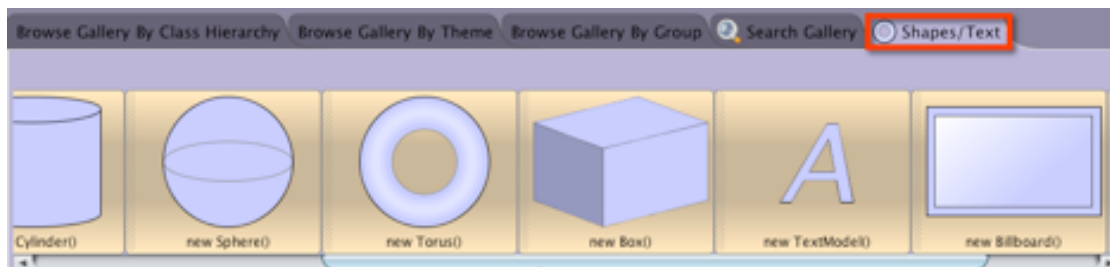 Browse Gallery By Class Hierarchy Browse Gallery By Theme Browse Gallery By Group Search Gallery Shapes/Text
Cylinder() new Sphere() new Torus() new Box() new TextModel() new Billboard()